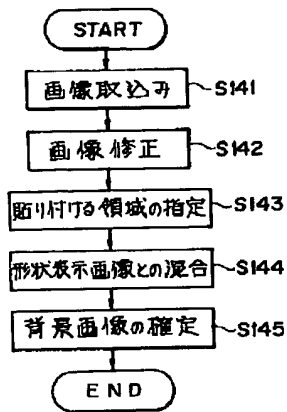 START
画像取込み S141
画像修正 S142
貼り付ける領域の指定 S143
形状表示画像との混合 S144
背景画像の確定 S145
END